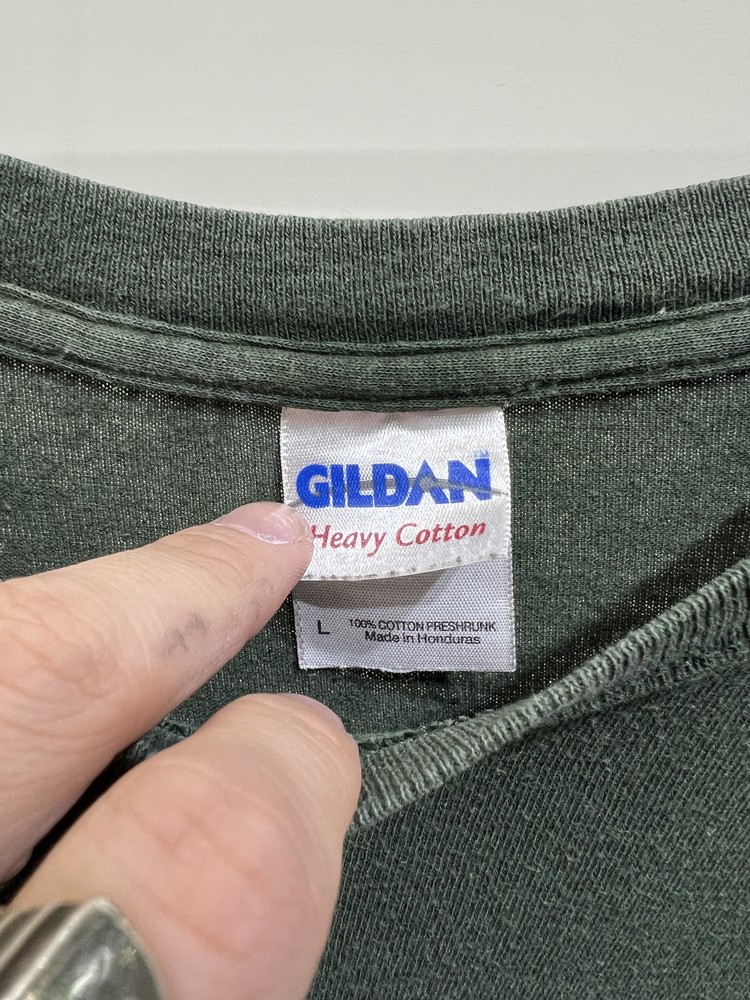 GILDAN
Heavy Cotton
L 100% COTTON PRESHRUNK
Made in Honduras